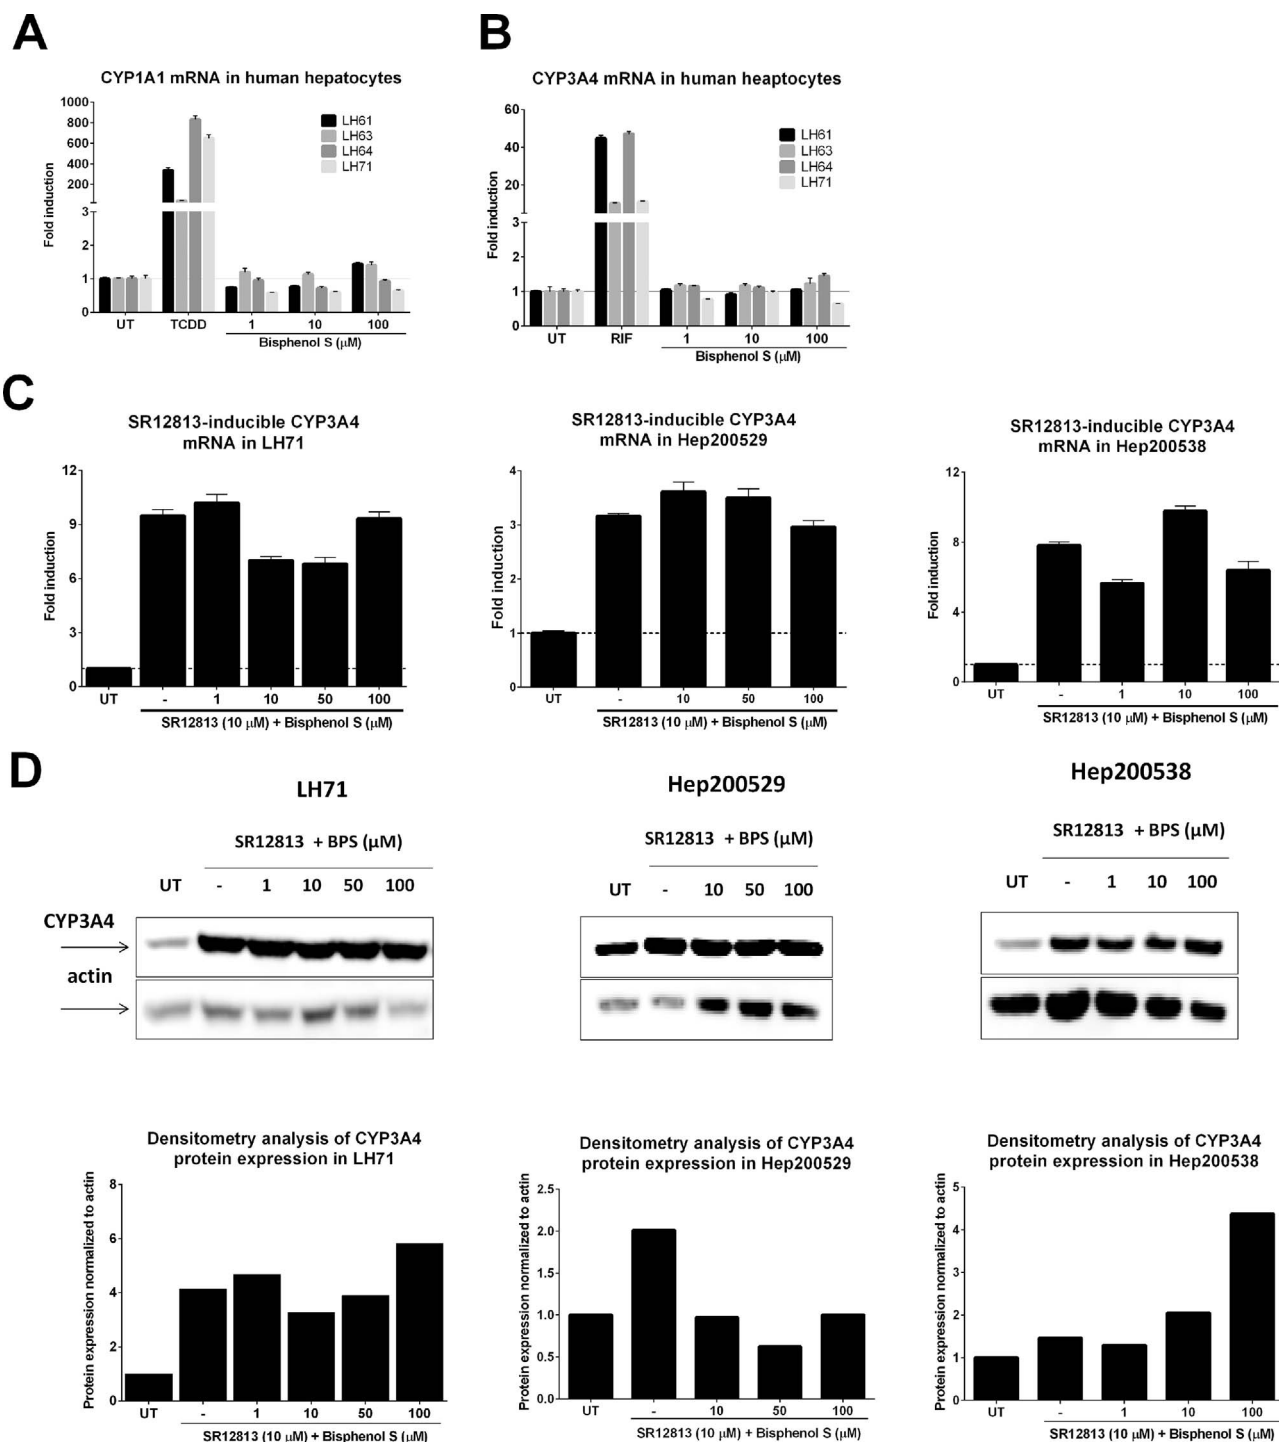 A
CYP1A1 mRNA in human hepatocytes
Fold induction
1000
800
600
400
200
3
2
1
0
LH61
LH63
LH64
LH71
UT TCDD 1 10 100
Bisphenol S (μM)
B
CYP3A4 mRNA in human heaptocytes
Fold induction
60
40
20
3
2
1
0
LH61
LH63
LH64
LH71
UT RIF 1 10 100
Bisphenol S (μM)
C
SR12813-inducible CYP3A4
mRNA in LH71
Fold induction
12
9
6
3
0
UT - 1 10 50 100
SR12813 (10 μM) + Bisphenol S (μM)
SR12813-inducible CYP3A4
mRNA in Hep200529
Fold induction
4
3
2
1
0
UT - 10 50 100
SR12813 (10 μM) + Bisphenol S (μM)
SR12813-inducible CYP3A4
mRNA in Hep200538
Fold induction
12
8
4
0
UT - 1 10 100
SR12813 (10 μM) + Bisphenol S (μM)
D
LH71
SR12813 + BPS (μM)
UT - 1 10 50 100
CYP3A4
actin
Hep200529
SR12813 + BPS (μM)
UT - 10 50 100
Hep200538
SR12813 + BPS (μM)
UT - 1 10 100
Densitometry analysis of CYP3A4
protein expression in LH71
Protein expression normalized to actin
8
6
4
2
0
UT - 1 10 50 100
SR12813 (10 μM) + Bisphenol S (μM)
Densitometry analysis of CYP3A4
protein expression in Hep200529
Protein expression normalized to actin
2.5
2.0
1.5
1.0
0.5
0.0
UT - 10 50 100
SR12813 (10 μM) + Bisphenol S (μM)
Densitometry analysis of CYP3A4
protein expression in Hep200538
Protein expression normalized to actin
5
4
3
2
1
0
UT - 1 10 100
SR12813 (10 μM) + Bisphenol S (μM)